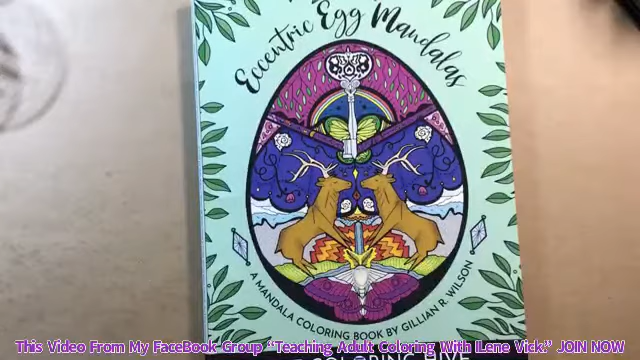 Eccentric Egg Mandalas
A MANDALA COLORING BOOK BY GILLIAN R. WILSON
This Video From My FaceBook Group "Teaching Adult Coloring With ILene Vick" JOIN NOW